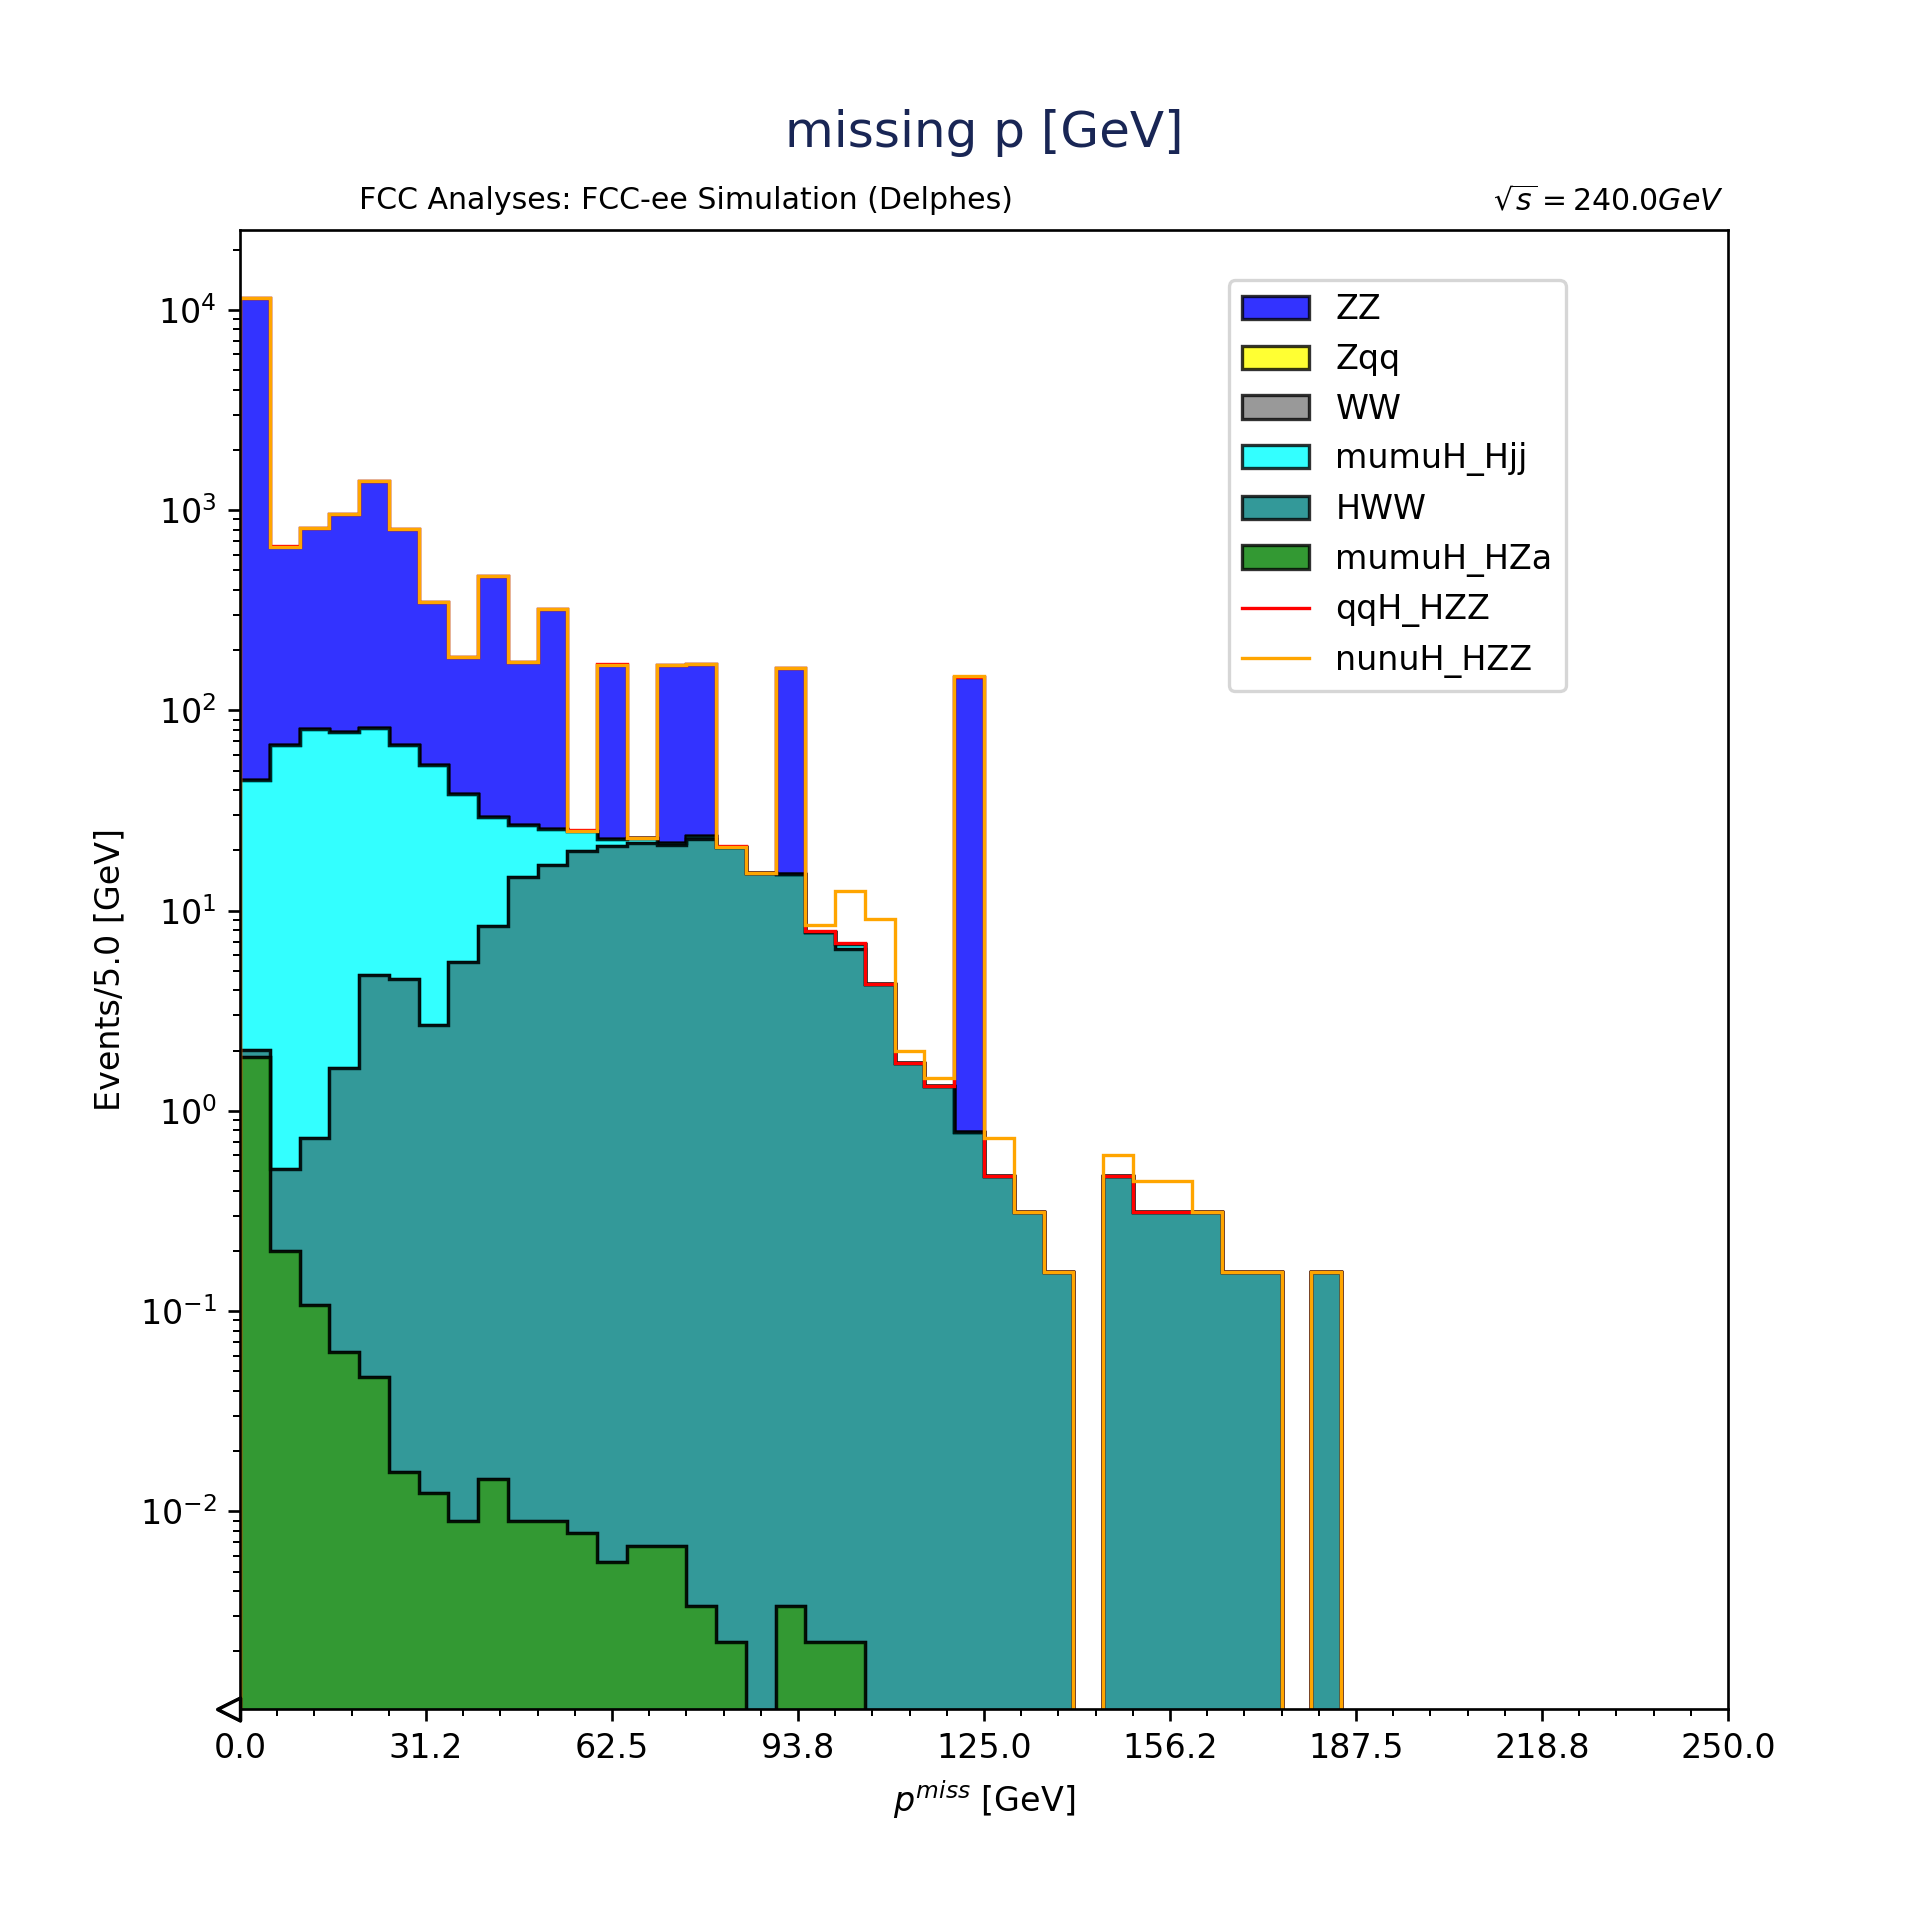 missing p [GeV]
FCC Analyses: FCC-ee Simulation (Delphes)
√s = 240.0GeV
ZZ
Zqq
WW
mumuH_Hjj
HWW
mumuH_HZa
qqH_HZZ
nunuH_HZZ
10⁴
10³
10²
10¹
10⁰
10⁻¹
10⁻²
Events/5.0 [GeV]
0.0 31.2 62.5 93.8 125.0 156.2 187.5 218.8 250.0
pᵐⁱˢˢ [GeV]